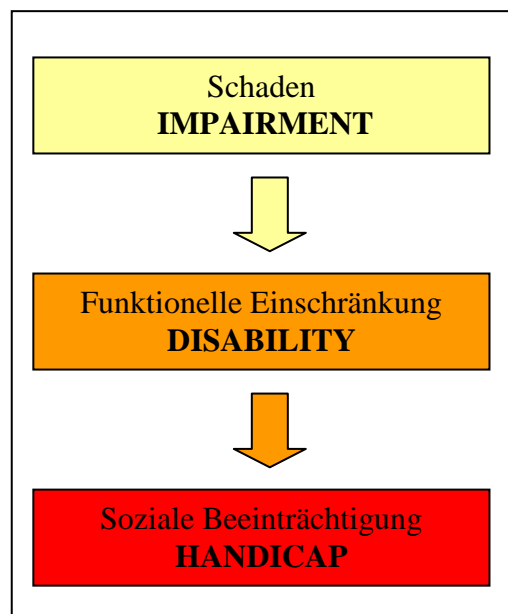 Schaden
IMPAIRMENT
Funktionelle Einschränkung
DISABILITY
Soziale Beeinträchtigung
HANDICAP